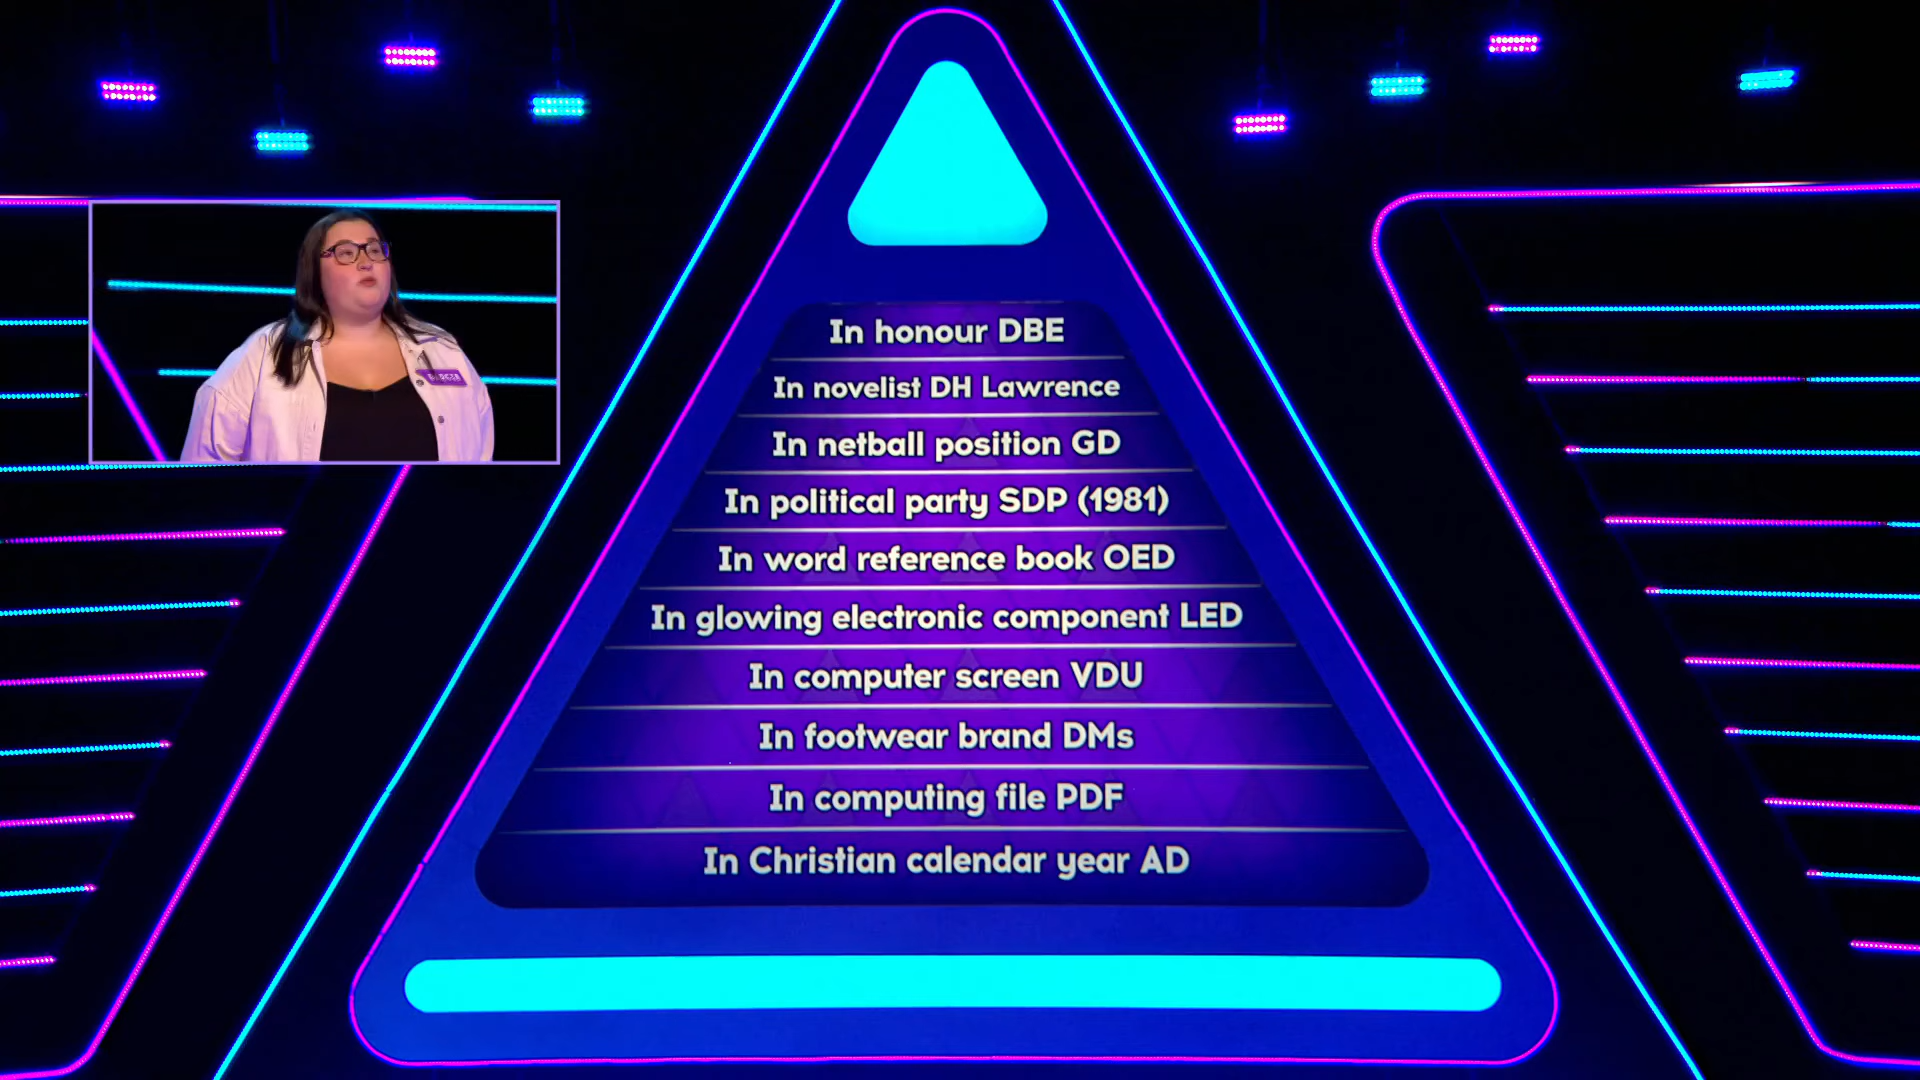 In honour DBE
In novelist DH Lawrence
In netball position GD
In political party SDP (1981)
In word reference book OED
In glowing electronic component LED
In computer screen VDU
In footwear brand DMs
In computing file PDF
In Christian calendar year AD